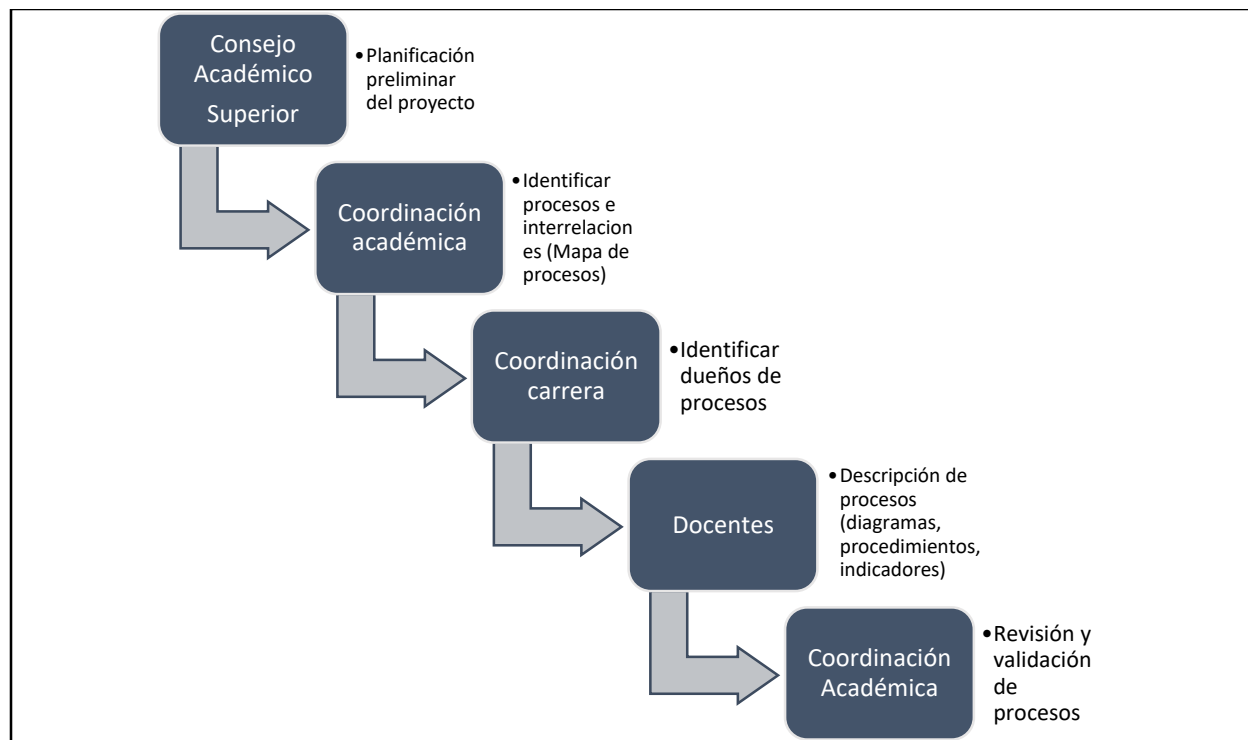 Consejo
Académico
Superior
•Planificación
preliminar
del proyecto
Coordinación
académica
•Identificar
procesos e
interrelacion
es (Mapa de
procesos)
Coordinación
carrera
•Identificar
dueños de
procesos
Docentes
•Descripción de
procesos
(diagramas,
procedimientos,
indicadores)
Coordinación
Académica
•Revisión y
validación
de
procesos